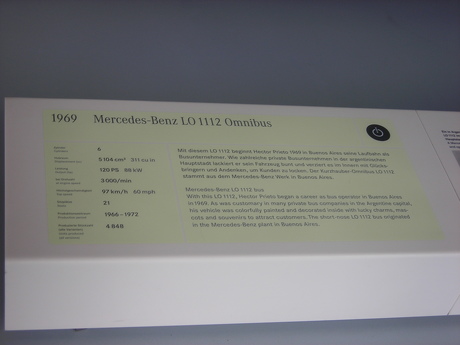 1969 Mercedes-Benz LO 1112 Omnibus
6
5 104 cm³ 311 cu in
120 PS 88 kW
3 000/min
97 km/h 60 mph
21
1966 – 1972
4 848
Mit diesem LO 1112 beginnt Hector Prieto 1969 in Buenos Aires seine Laufbahn als
Busunternehmer. Wie zahlreiche private Busunternehmen in der argentinischen
Hauptstadt lackiert er sein Fahrzeug bunt und verziert es im Innern mit Glücks-
bringern und Andenken, um Kunden zu locken. Der Kurzhauber-Omnibus LO 1112
stammt aus dem Mercedes-Benz Werk in Buenos Aires.
Mercedes-Benz LO 1112 bus
With this LO 1112, Hector Prieto began a career as bus operator in Buenos Aires
in 1969. As was customary in many private bus companies in the Argentine capital,
his vehicle was colorfully painted and decorated inside with lucky charms, mas-
cots and souvenirs to attract customers. The short-nose LO 1112 bus originated
in the Mercedes-Benz plant in Buenos Aires.